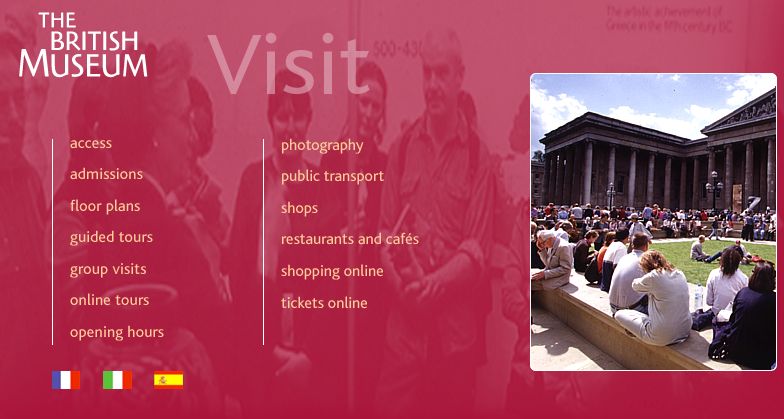 THE
BRITISH
MUSEUM
Visit
500-430
The artistic achievement of
Greece in the fifth century BC
access
admissions
floor plans
guided tours
group visits
online tours
opening hours
photography
public transport
shops
restaurants and cafés
shopping online
tickets online